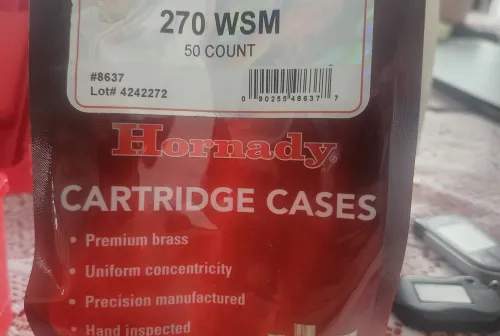 270 WSM
50 COUNT
#8637
Lot# 4242272
0 90255 48637 7
Hornady®
CARTRIDGE CASES
• Premium brass
• Uniform concentricity
• Precision manufactured
• Hand inspected